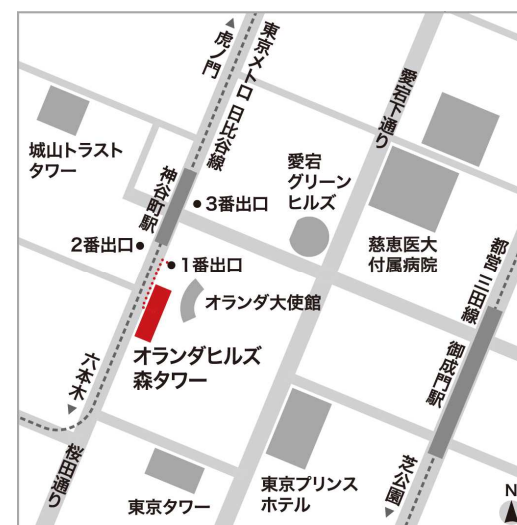 虎ノ門
東京メトロ 日比谷線
愛宕下通り
城山トラスト
タワー
神谷町駅
3番出口
愛宕
グリーン
ヒルズ
慈恵医大
付属病院
2番出口
1番出口
オランダ大使館
都営 三田線
御成門駅
オランダヒルズ
森タワー
六本木
桜田通り
東京タワー
東京プリンス
ホテル
芝公園
N